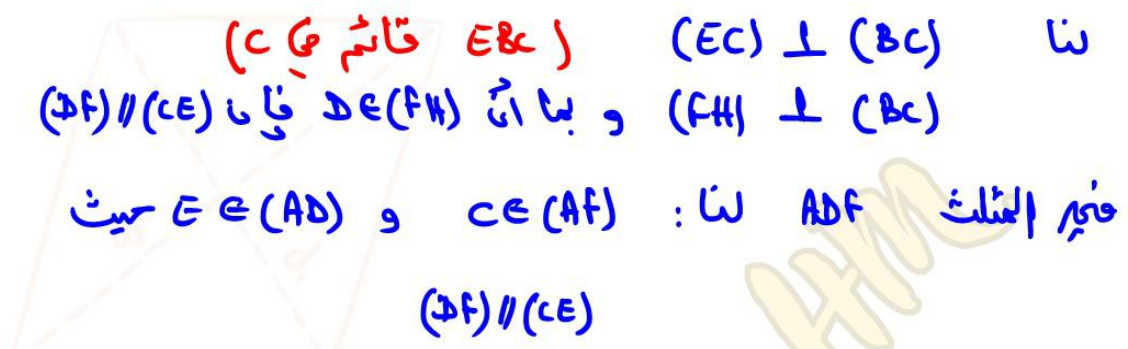 لنا (EC) ⊥ (BC) (EBC قائم في C)
(FH) ⊥ (BC) و بما أنّ D∈(FH) فإن (DF)//(CE)
في المثلث ADF لنا: C∈(AF) و E∈(AD) حيث
(DF)//(CE)
HM